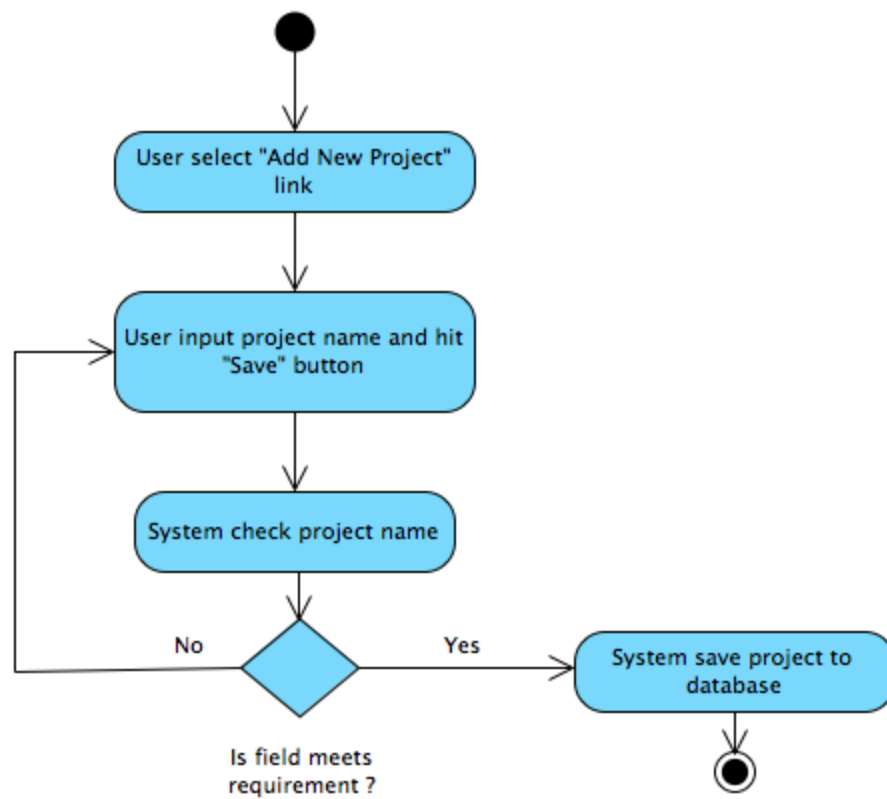 User select "Add New Project"
link
User input project name and hit
"Save" button
System check project name
No
Yes
System save project to
database
Is field meets
requirement ?